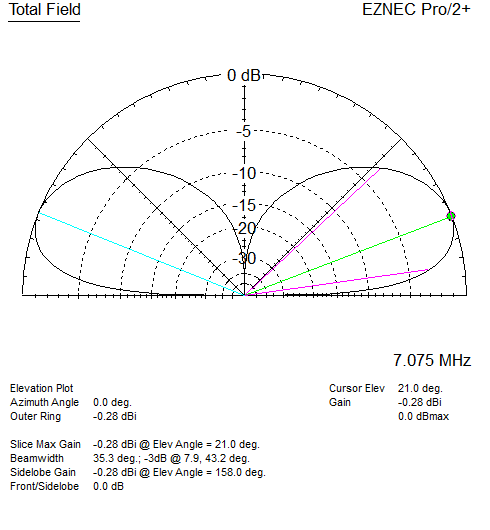 Total Field
EZNEC Pro/2+
0 dB
-5
-10
-15
-20
-30
7.075 MHz
Elevation Plot
Azimuth Angle 0.0 deg.
Outer Ring -0.28 dBi
Cursor Elev 21.0 deg.
Gain -0.28 dBi
0.0 dBmax
Slice Max Gain -0.28 dBi @ Elev Angle = 21.0 deg.
Beamwidth 35.3 deg.; -3dB @ 7.9, 43.2 deg.
Sidelobe Gain -0.28 dBi @ Elev Angle = 158.0 deg.
Front/Sidelobe 0.0 dB